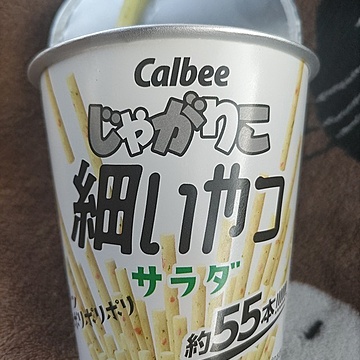 Calbee
じゃがりこ
細いやつ
サラダ
ポリポリポリ
約55本